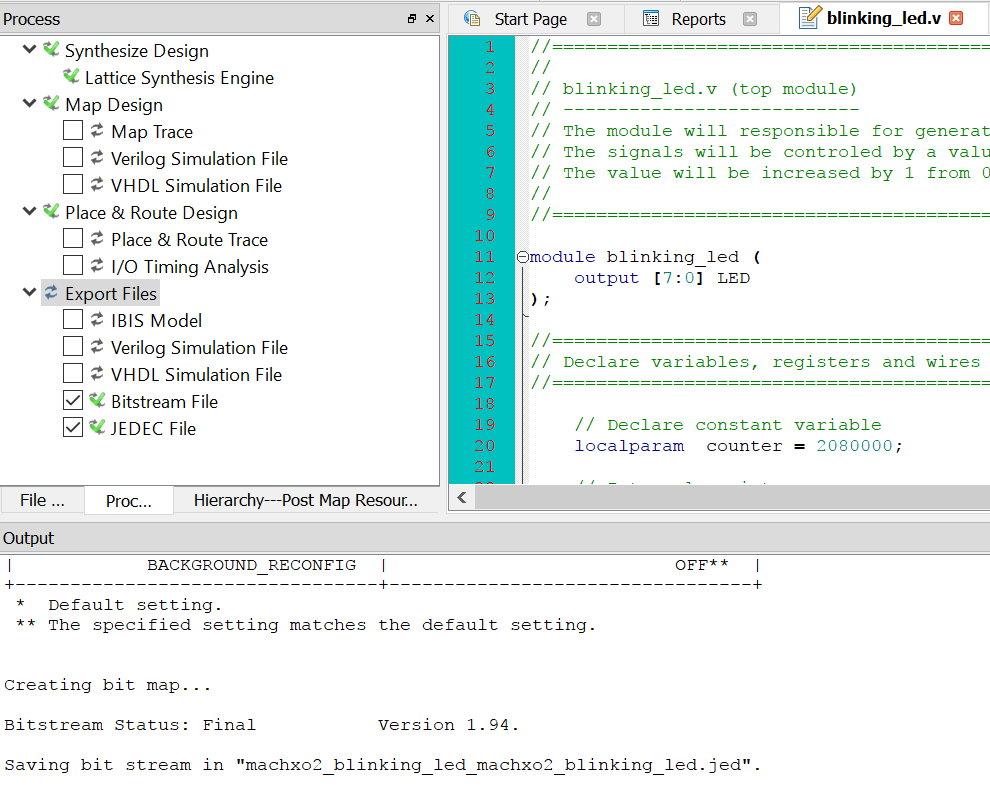 Process
Synthesize Design
Lattice Synthesis Engine
Map Design
Map Trace
Verilog Simulation File
VHDL Simulation File
Place & Route Design
Place & Route Trace
I/O Timing Analysis
Export Files
IBIS Model
Verilog Simulation File
VHDL Simulation File
Bitstream File
JEDEC File
File ... Proc... Hierarchy---Post Map Resour...
Start Page Reports blinking_led.v
1 //========================================
2 //
3 // blinking_led.v (top module)
4 // ---------------------------
5 // The module will responsible for generat
6 // The signals will be controled by a valu
7 // The value will be increased by 1 from 0
8 //
9 //========================================
10
11 module blinking_led (
12 output [7:0] LED
13 );
14
15 //========================================
16 // Declare variables, registers and wires
17 //========================================
18
19 // Declare constant variable
20 localparam counter = 2080000;
21
Output
| BACKGROUND_RECONFIG | OFF** |
+---------------------------------+---------------------------------+
* Default setting.
** The specified setting matches the default setting.
Creating bit map...
Bitstream Status: Final Version 1.94.
Saving bit stream in "machxo2_blinking_led_machxo2_blinking_led.jed".